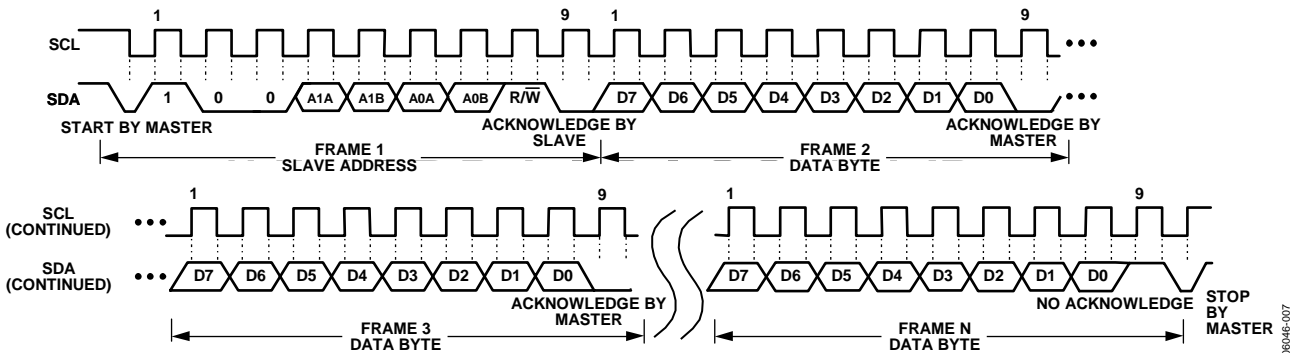 1 9 1 9
SCL
SDA 1 0 0 A1A A1B A0A A0B R/W̅ D7 D6 D5 D4 D3 D2 D1 D0
START BY MASTER ACKNOWLEDGE BY SLAVE ACKNOWLEDGE BY MASTER
FRAME 1 SLAVE ADDRESS FRAME 2 DATA BYTE
1 9 1 9
SCL (CONTINUED)
SDA (CONTINUED) D7 D6 D5 D4 D3 D2 D1 D0 D7 D6 D5 D4 D3 D2 D1 D0
ACKNOWLEDGE BY MASTER NO ACKNOWLEDGE STOP BY MASTER
FRAME 3 DATA BYTE FRAME N DATA BYTE
06046-007